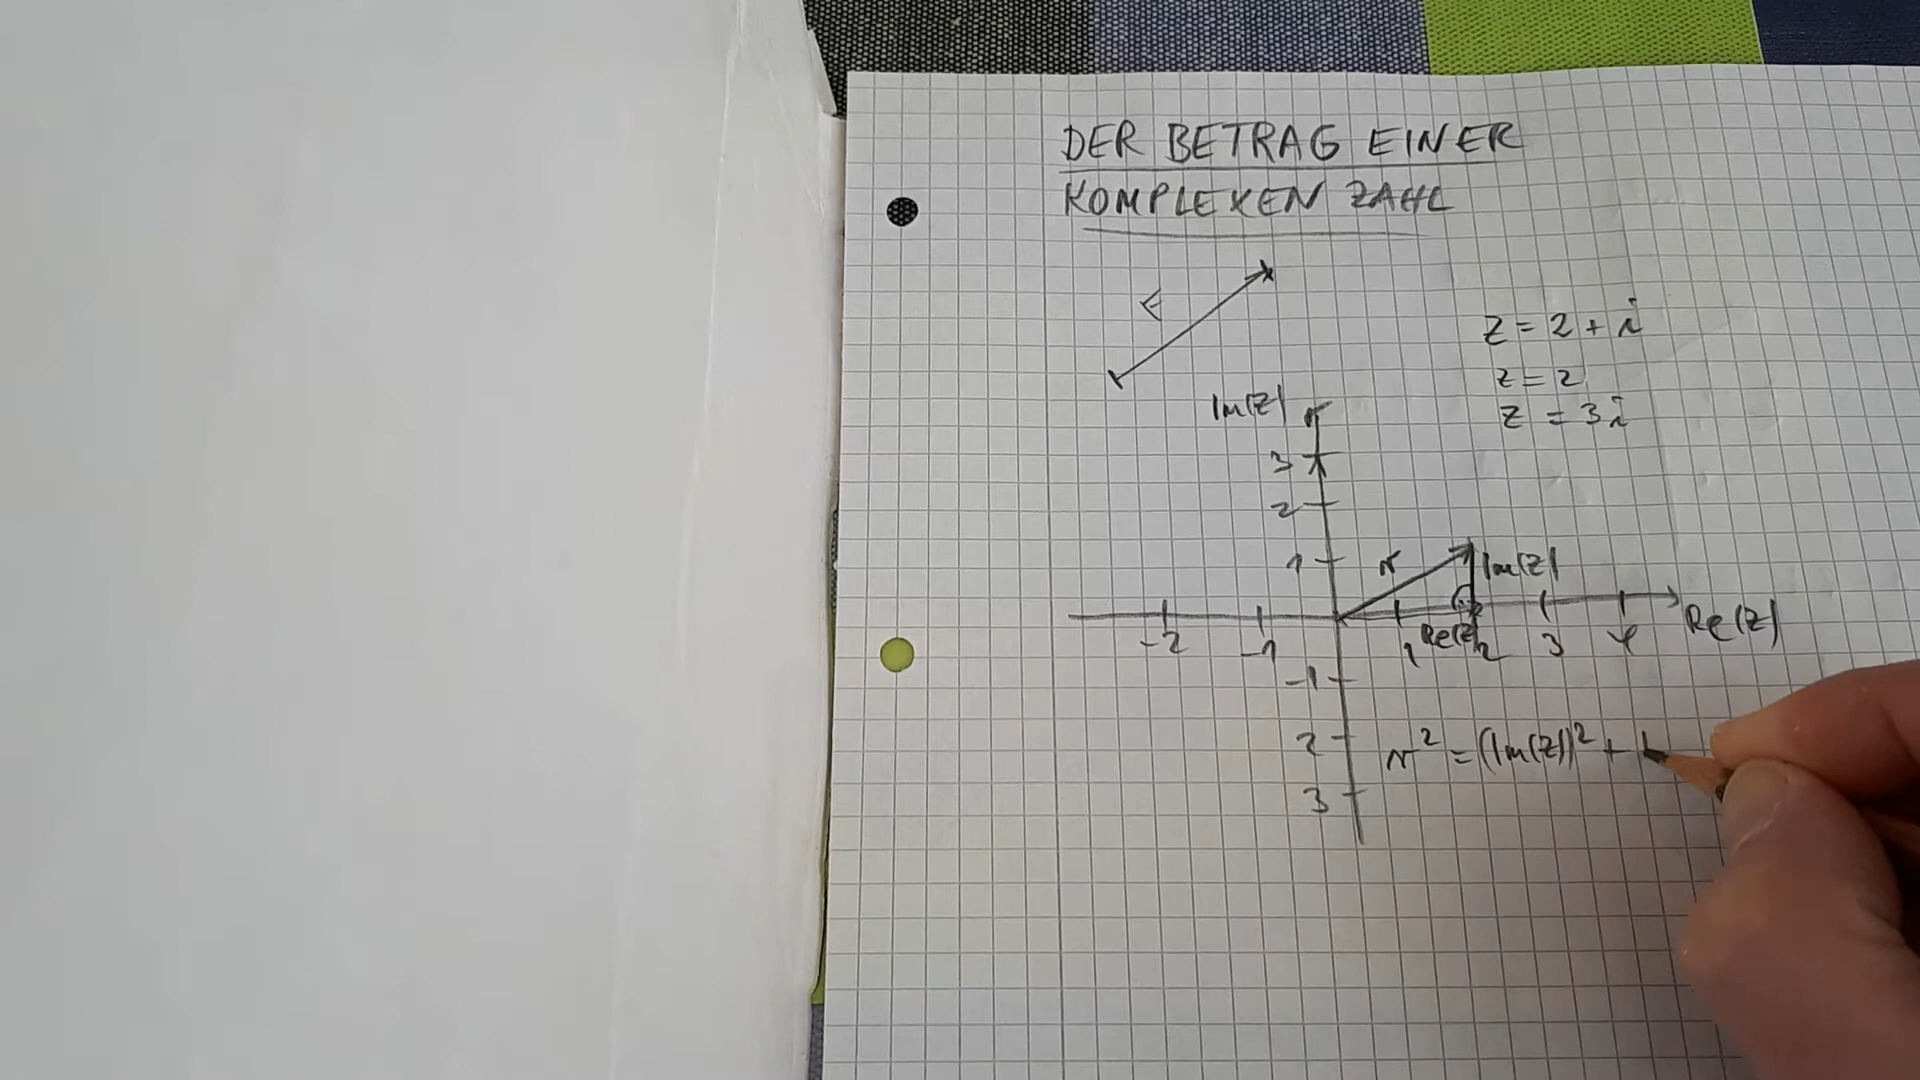 DER BETRAG EINER
KOMPLEXEN ZAHL
z = 2 + i
z = 2
z = 3i
Im(z)
3
2
1
r
Im(z)
-2
-1
1
Re(z)
2
3
4
Re(z)
-1
2
3
r² = (Im(z))² +